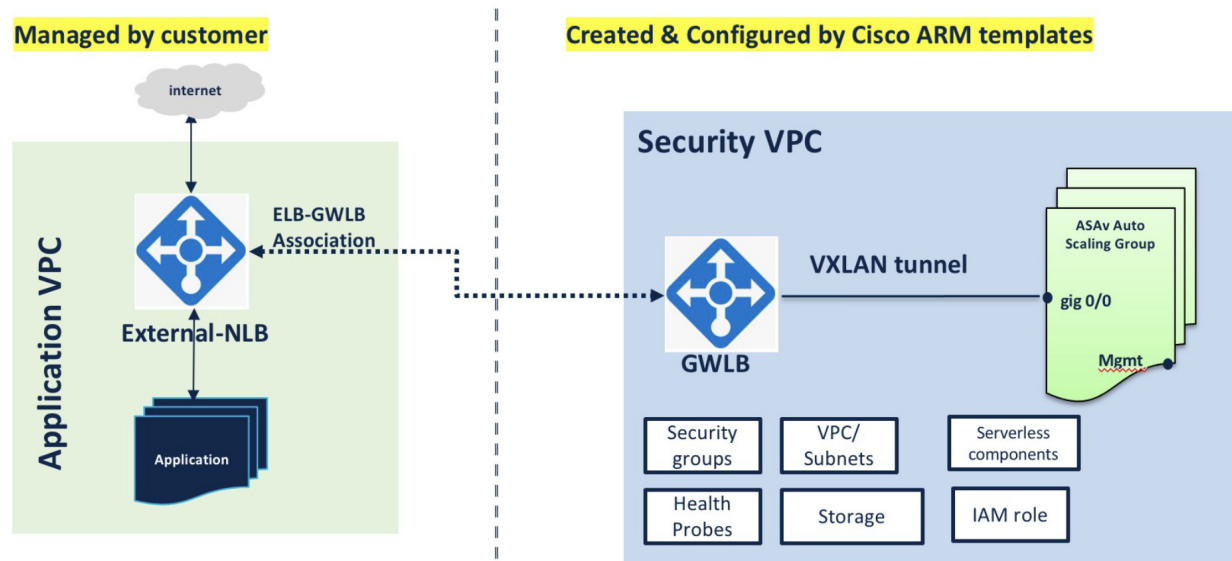 Managed by customer
Created & Configured by Cisco ARM templates
internet
Application VPC
ELB-GWLB
Association
External-NLB
Application
Security VPC
GWLB
VXLAN tunnel
ASAv Auto
Scaling Group
gig 0/0
Mgmt
Security
groups
VPC/
Subnets
Serverless
components
Health
Probes
Storage
IAM role